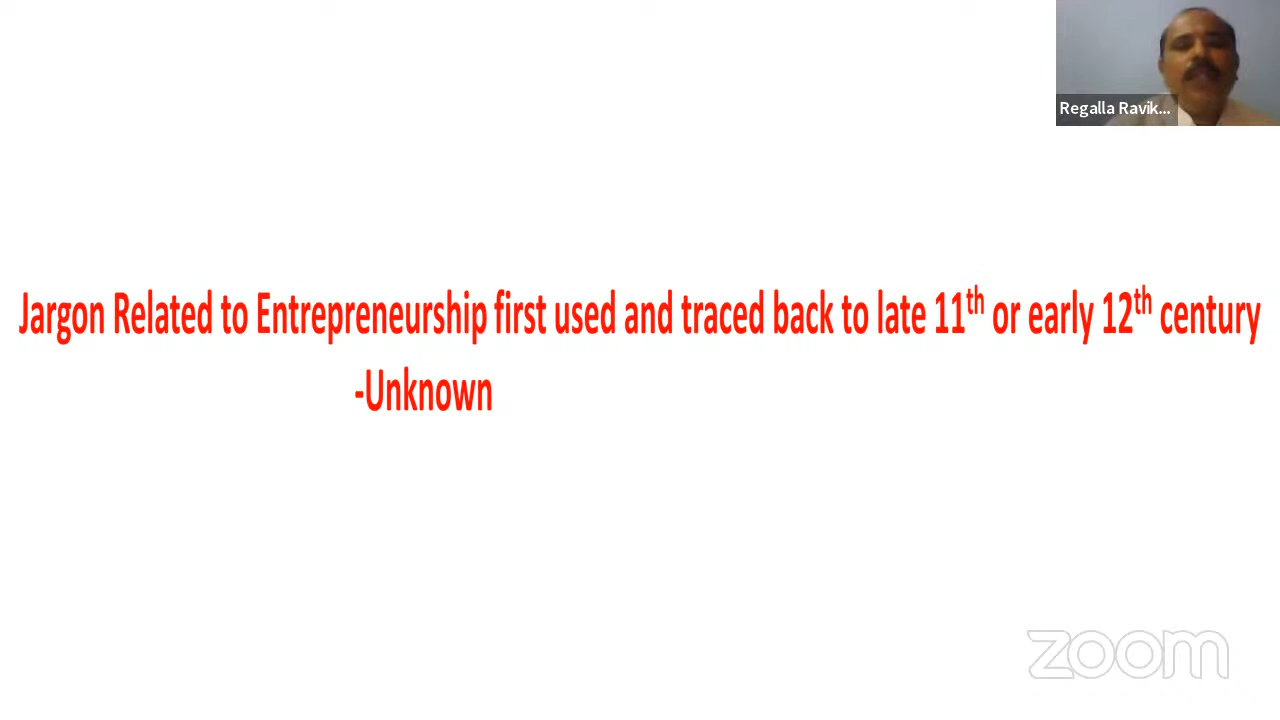 Regalla Ravik...
Jargon Related to Entrepreneurship first used and traced back to late 11th or early 12th century
-Unknown
zoom